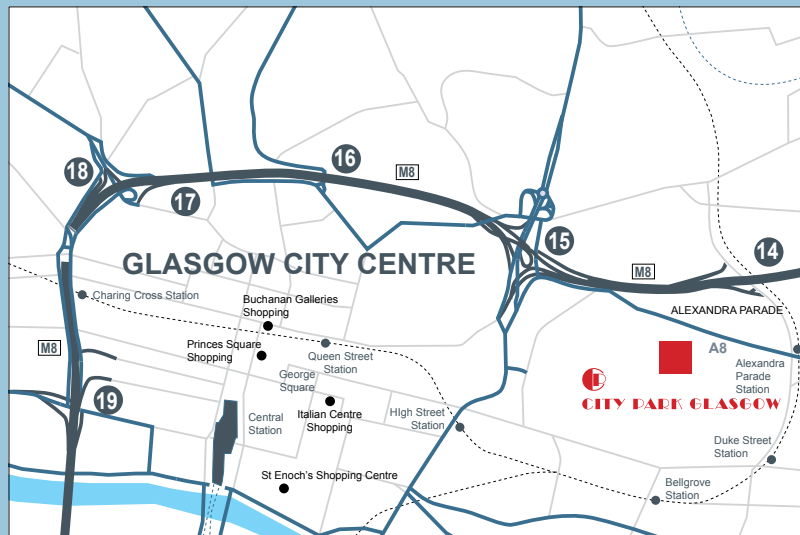 16
18
M8
17
15
14
GLASGOW CITY CENTRE
M8
Charing Cross Station
Buchanan Galleries
Shopping
ALEXANDRA PARADE
M8
Princes Square
Shopping
Queen Street
Station
A8
Alexandra
Parade
Station
George
Square
19
CITY PARK GLASGOW
Central
Station
Italian Centre
Shopping
HIgh Street
Station
Duke Street
Station
St Enoch's Shopping Centre
Bellgrove
Station